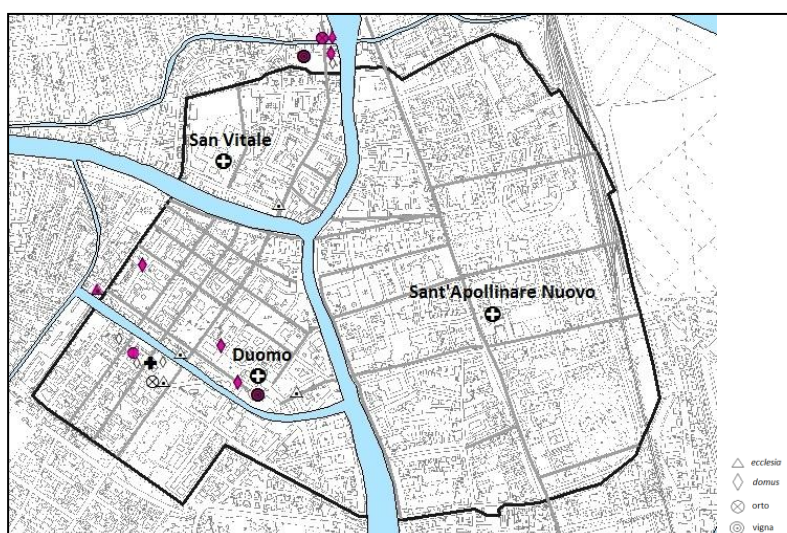 San Vitale
Sant'Apollinare Nuovo
Duomo
ecclesia
domus
orto
vigna